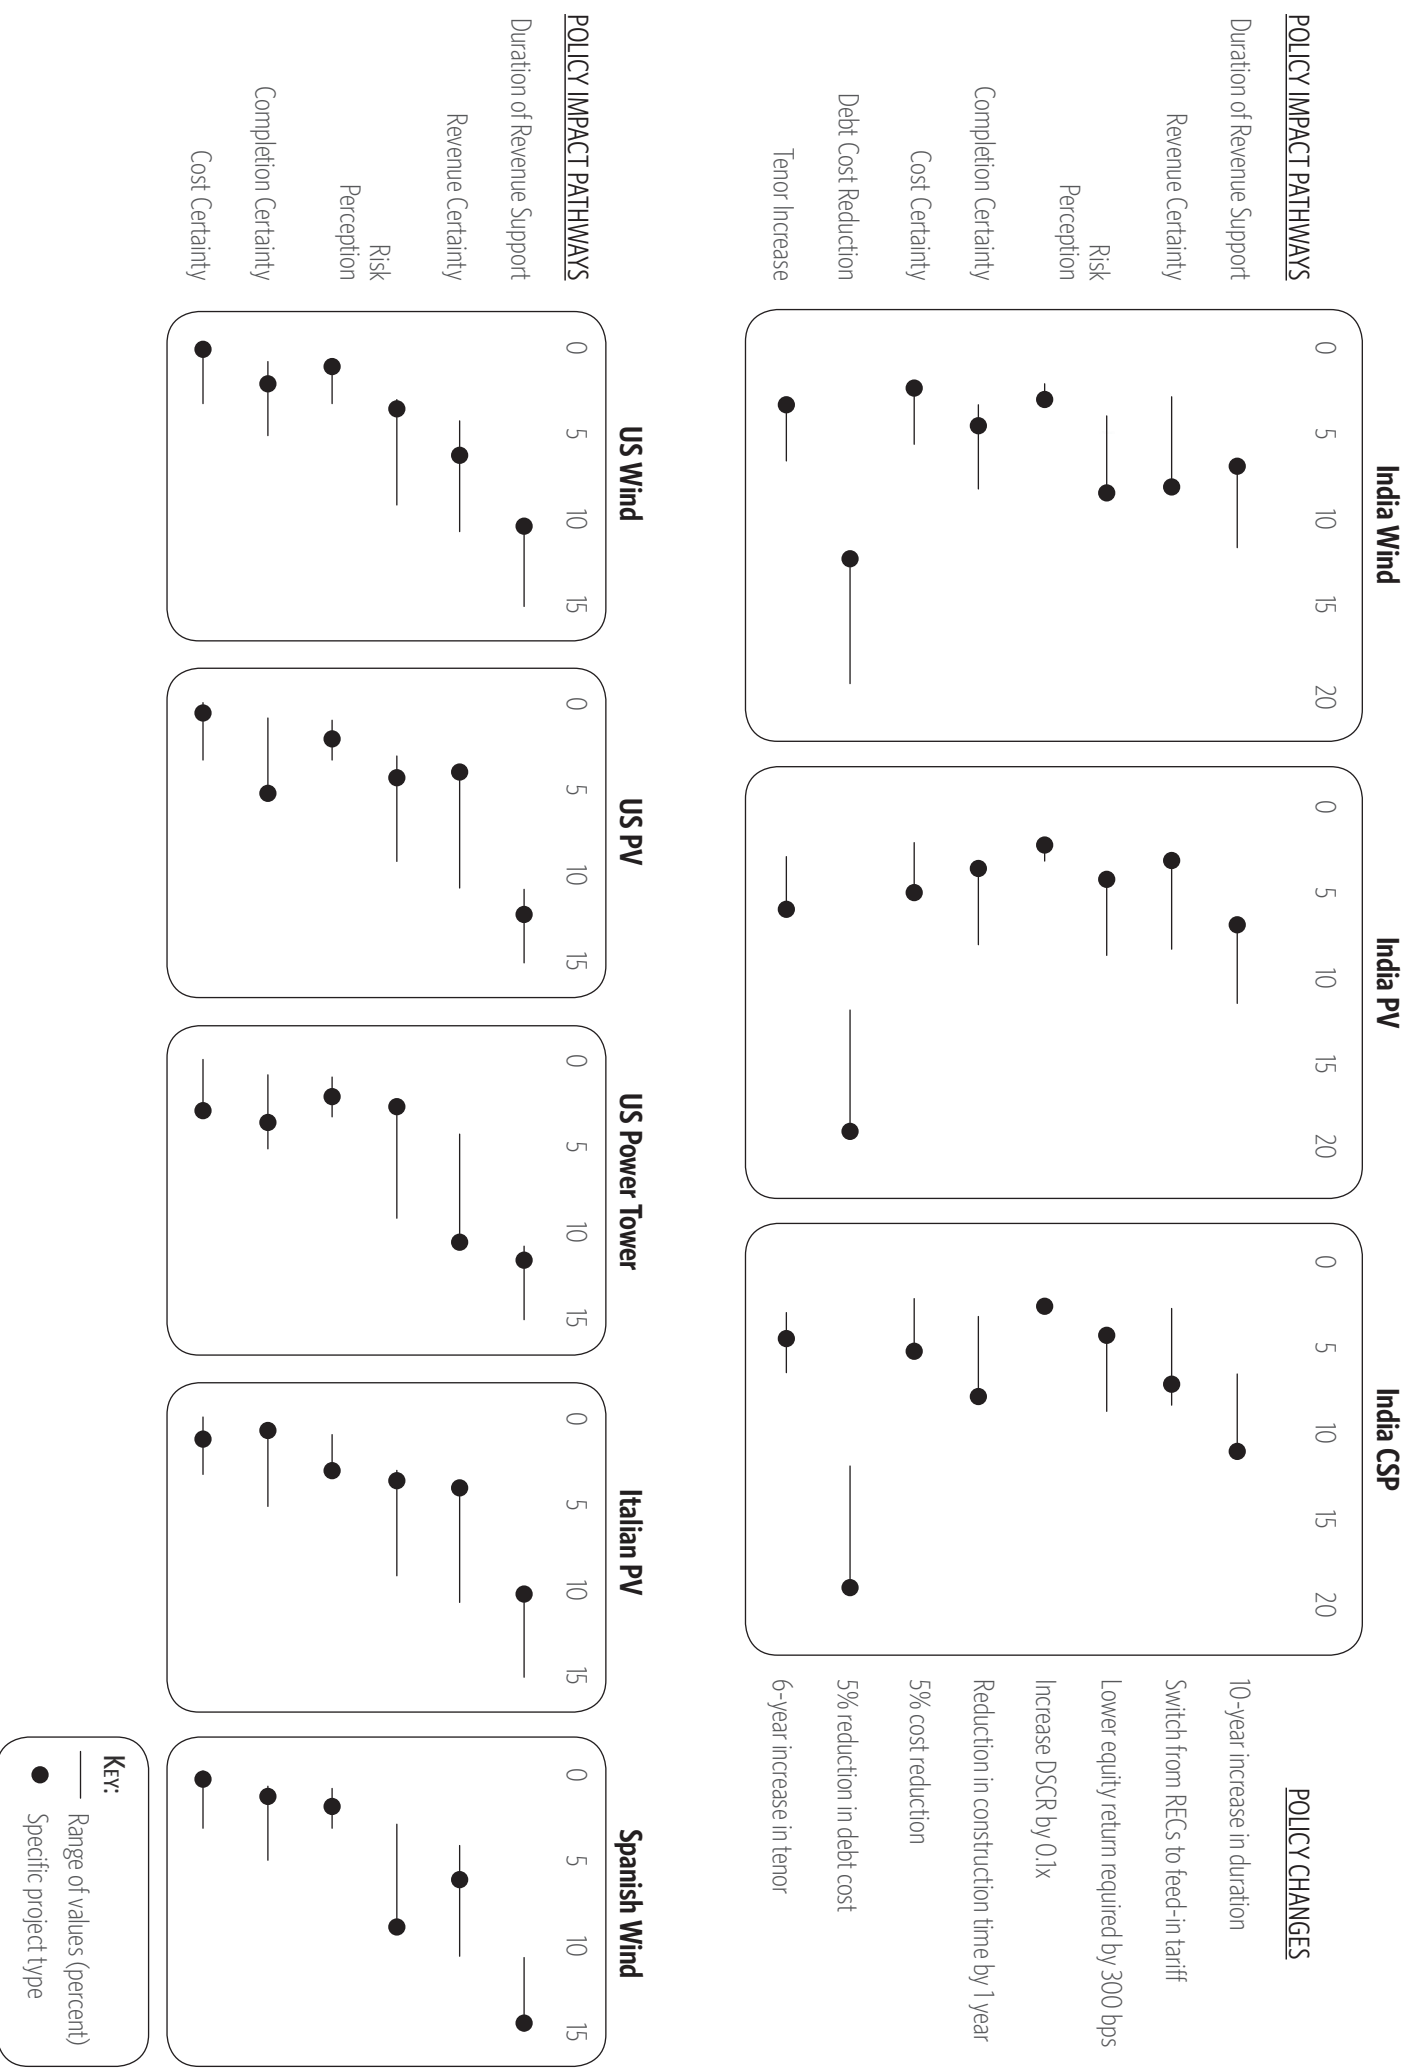 India Wind
India PV
India CSP
POLICY IMPACT PATHWAYS
POLICY CHANGES
0 5 10 15 20
0 5 10 15 20
0 5 10 15 20
Duration of Revenue Support
10-year increase in duration
Revenue Certainty
Switch from RECs to feed-in tariff
Risk
Perception
Lower equity return required by 300 bps
Increase DSCR by 0.1x
Completion Certainty
Reduction in construction time by 1 year
Cost Certainty
5% cost reduction
Debt Cost Reduction
5% reduction in debt cost
Tenor Increase
6-year increase in tenor
US Wind
US PV
US Power Tower
Italian PV
Spanish Wind
POLICY IMPACT PATHWAYS
0 5 10 15
0 5 10 15
0 5 10 15
0 5 10 15
0 5 10 15
Duration of Revenue Support
Revenue Certainty
Risk
Perception
Completion Certainty
Cost Certainty
KEY:
Range of values (percent)
Specific project type